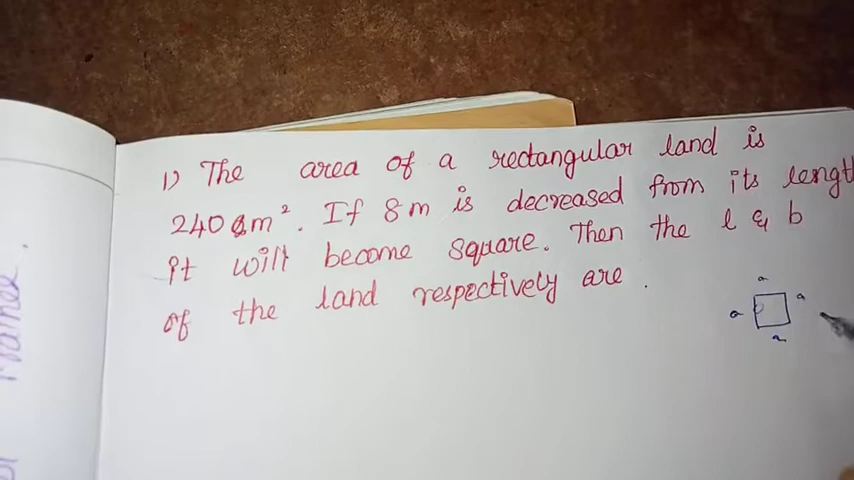 1) The area of a rectangular land is
240 m². If 8m is decreased from its length
it will become square. Then the l & b
of the land respectively are.
a
a a
a